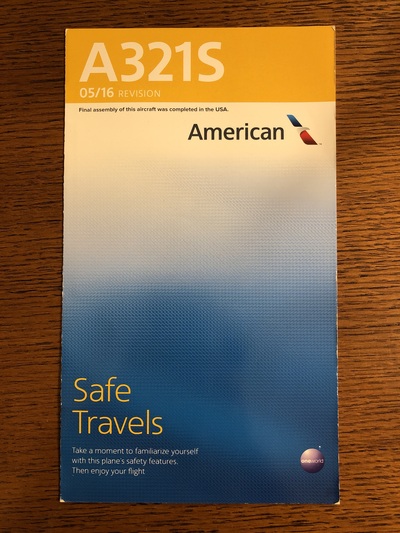 A321S
05/16 REVISION
Final assembly of this aircraft was completed in the USA.
American
Safe
Travels
Take a moment to familiarize yourself
with this plane's safety features.
Then enjoy your flight.
oneworld